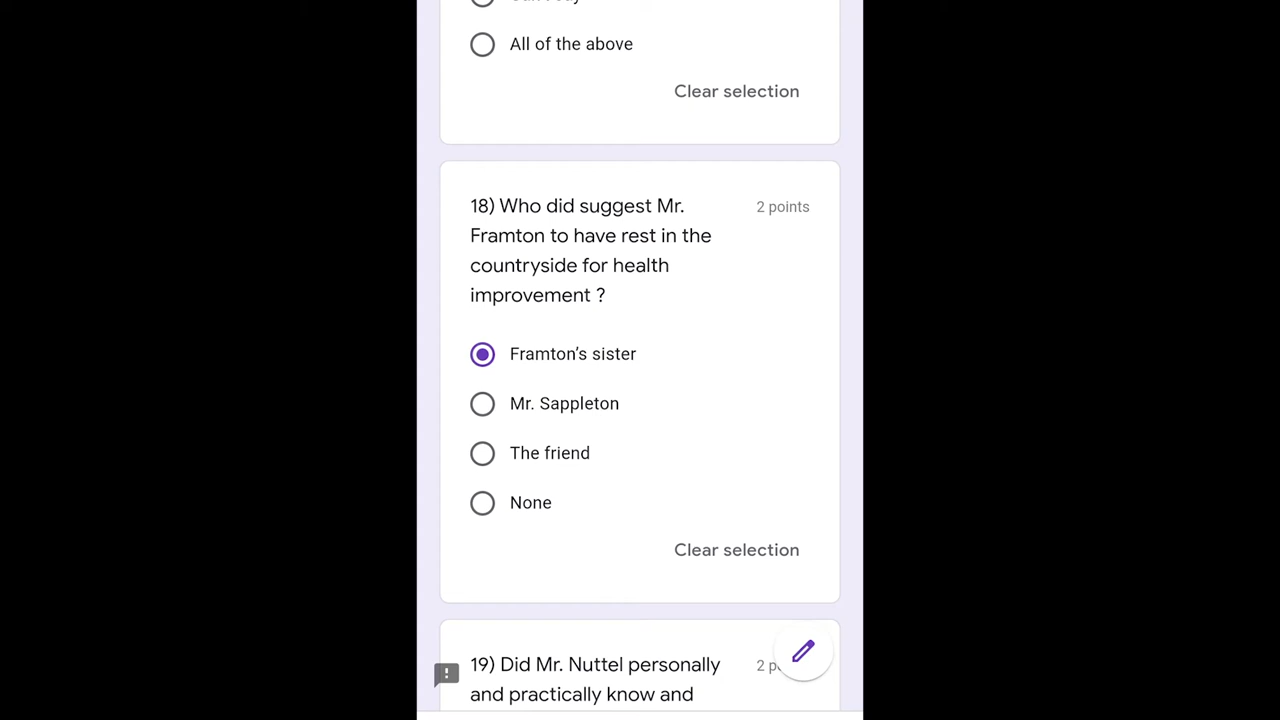 All of the above
Clear selection
18) Who did suggest Mr.
2 points
Framton to have rest in the
countryside for health
improvement ?
Framton’s sister
Mr. Sappleton
The friend
None
Clear selection
19) Did Mr. Nuttel personally
2
and practically know and